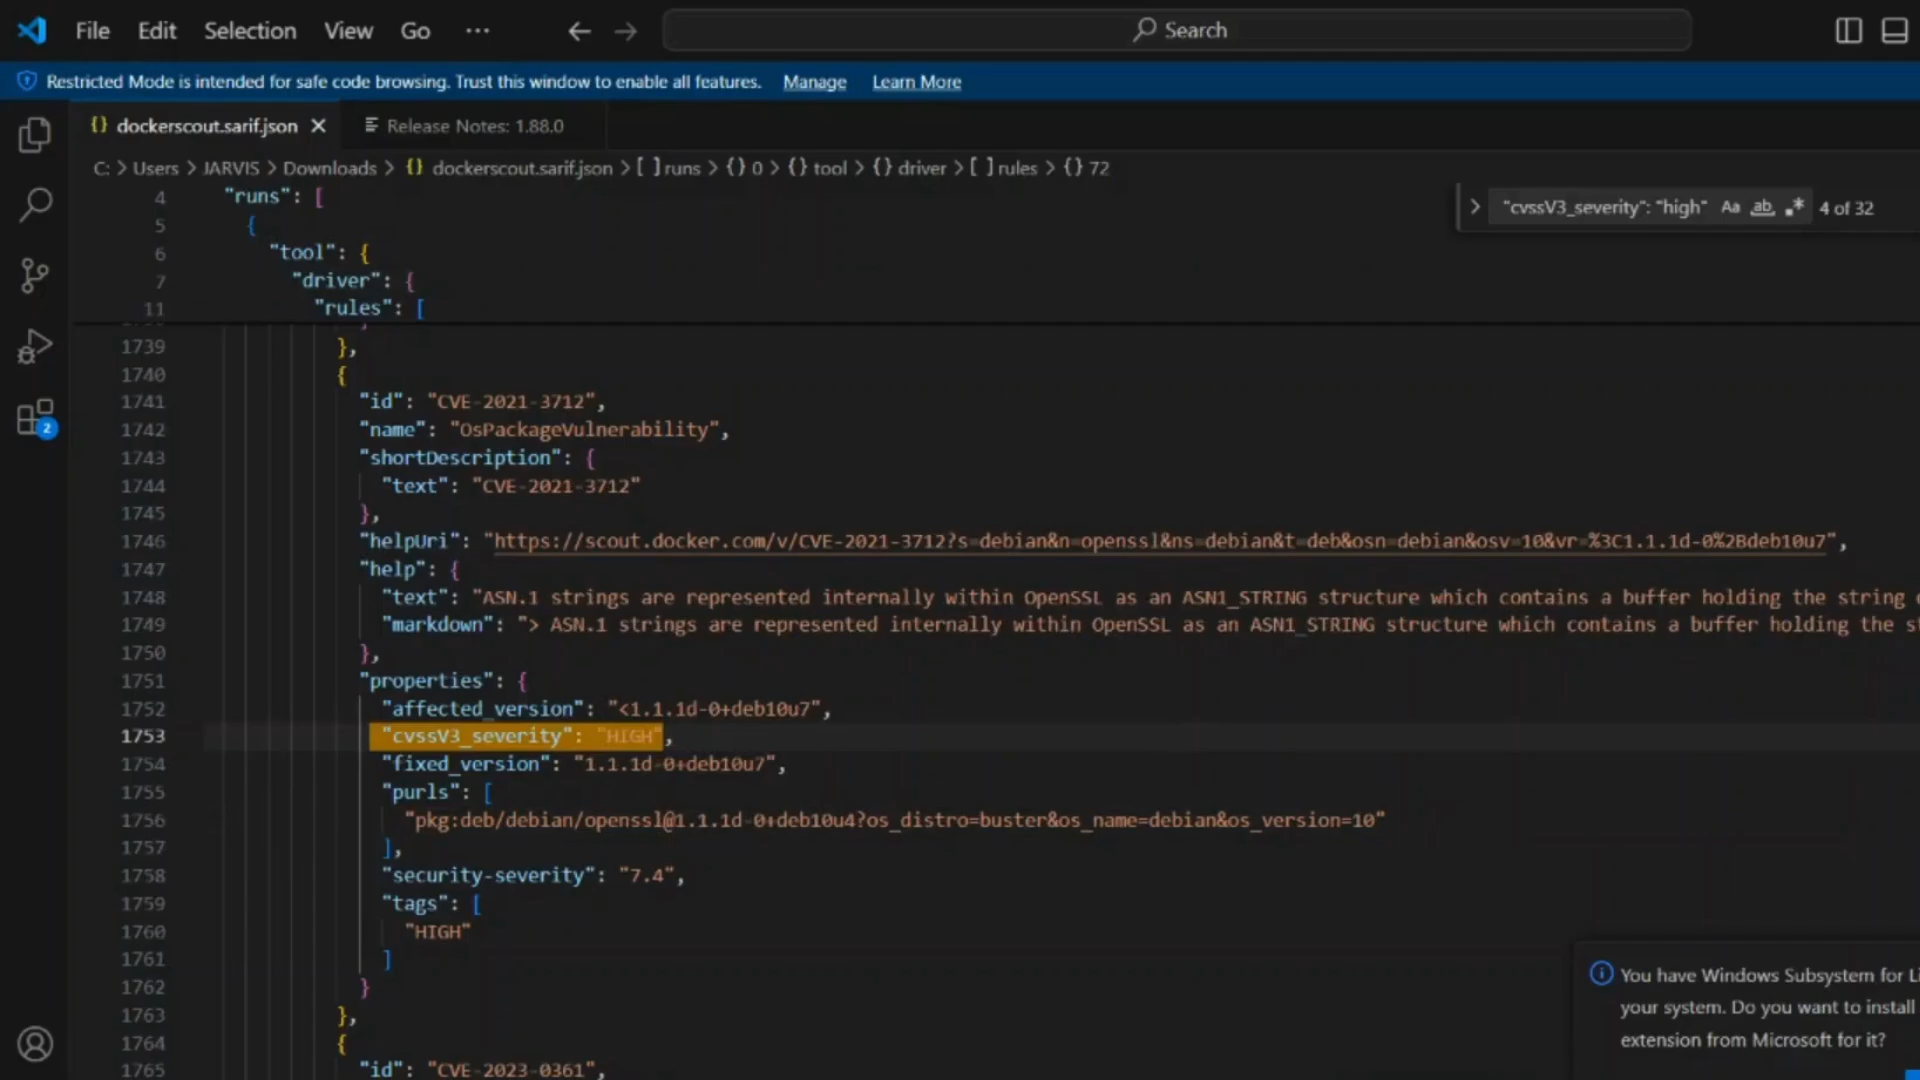 File Edit Selection View Go ··· ← → Search
Restricted Mode is intended for safe code browsing. Trust this window to enable all features. Manage Learn More
{} dockerscout.sarif.json × Release Notes: 1.88.0
C: > Users > JARVIS > Downloads > {} dockerscout.sarif.json > [ ] runs > {} 0 > {} tool > {} driver > [ ] rules > {} 72
4 "runs": [
"cvssV3_severity": "high" Aa ab .* 4 of 32
5 {
6 "tool": {
7 "driver": {
11 "rules": [
1739 },
1740 {
1741 "id": "CVE-2021-3712",
1742 "name": "OsPackageVulnerability",
1743 "shortDescription": {
1744 "text": "CVE-2021-3712"
1745 },
1746 "helpUri": "https://scout.docker.com/v/CVE-2021-3712?s=debian&n=openssl&ns=debian&t=deb&osn=debian&osv=10&vr=%3C1.1.1d-0%2Bdeb10u7",
1747 "help": {
1748 "text": "ASN.1 strings are represented internally within OpenSSL as an ASN1_STRING structure which contains a buffer holding the string
1749 "markdown": "> ASN.1 strings are represented internally within OpenSSL as an ASN1_STRING structure which contains a buffer holding the
1750 },
1751 "properties": {
1752 "affected_version": "<1.1.1d-0+deb10u7",
1753 "cvssV3_severity": "HIGH",
1754 "fixed_version": "1.1.1d-0+deb10u7",
1755 "purls": [
1756 "pkg:deb/debian/openssl@1.1.1d-0+deb10u4?os_distro=buster&os_name=debian&os_version=10"
1757 ],
1758 "security-severity": "7.4",
1759 "tags": [
1760 "HIGH"
1761 ]
1762 }
1763 },
1764 {
1765 "id": "CVE-2023-0361",
2
You have Windows Subsystem for
your system. Do you want to install
extension from Microsoft for it?